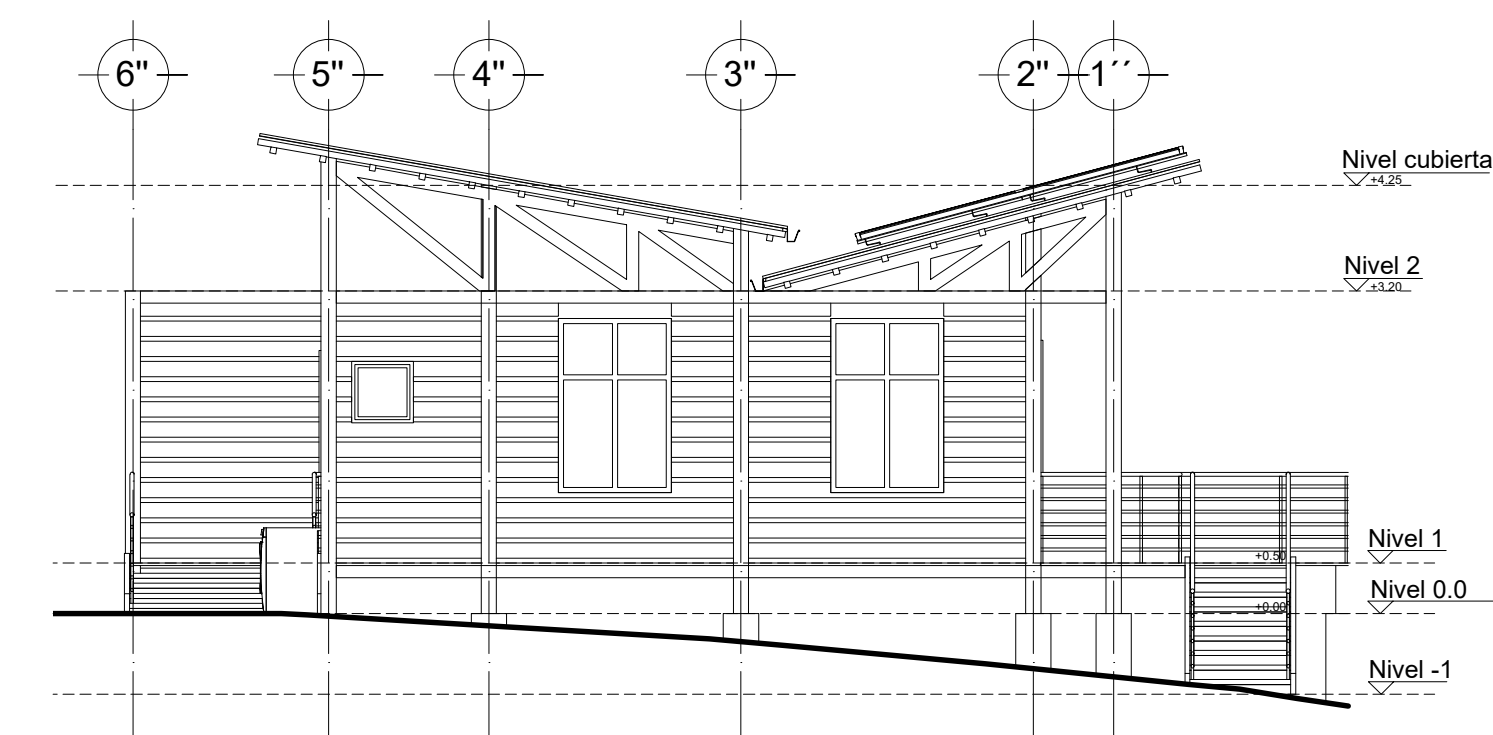 6"
5"
4"
3"
2"
1´´
Nivel cubierta
+4.25
Nivel 2
+3.20
Nivel 1
+0.50
Nivel 0.0
+0.00
Nivel -1